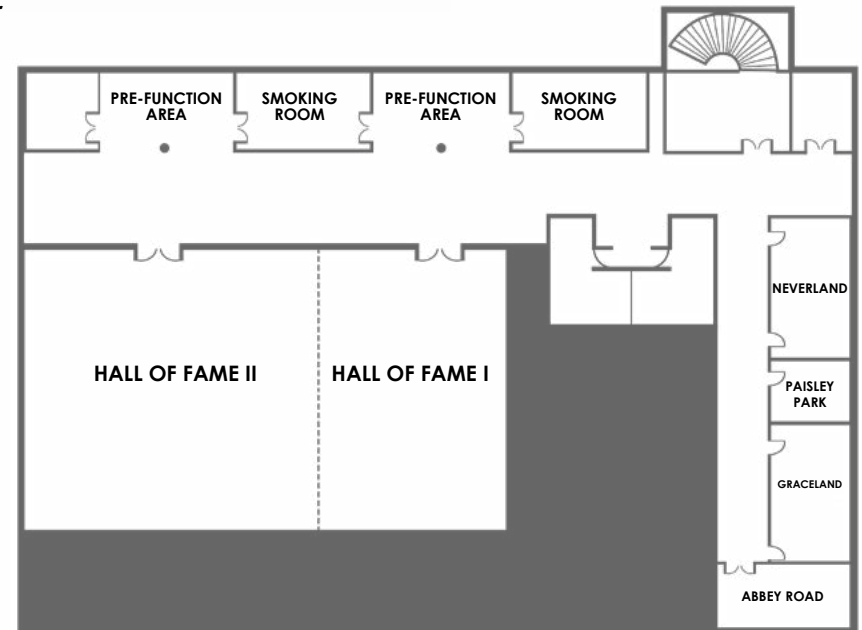 PRE-FUNCTION
AREA
SMOKING
ROOM
PRE-FUNCTION
AREA
SMOKING
ROOM
NEVERLAND
HALL OF FAME II
HALL OF FAME I
PAISLEY
PARK
GRACELAND
ABBEY ROAD